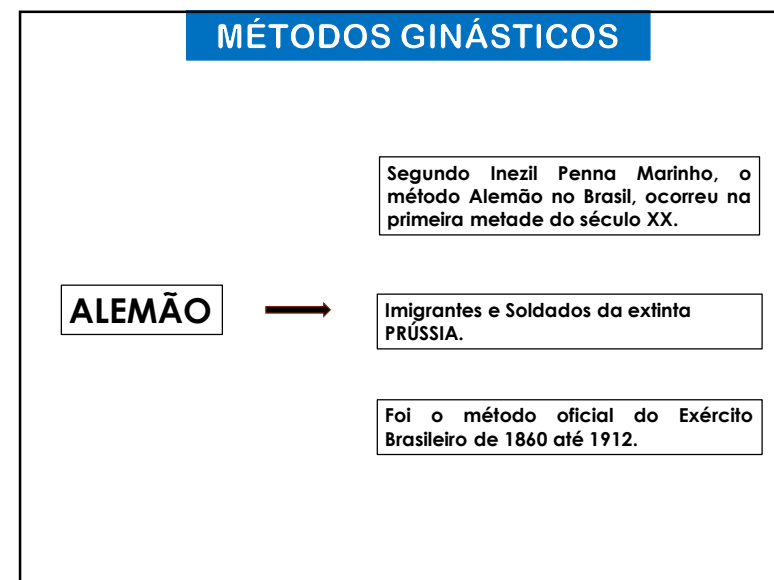 MÉTODOS GINÁSTICOS
Segundo Inezil Penna Marinho, o
método Alemão no Brasil, ocorreu na
primeira metade do século XX.
ALEMÃO
Imigrantes e Soldados da extinta
PRÚSSIA.
Foi o método oficial do Exército
Brasileiro de 1860 até 1912.